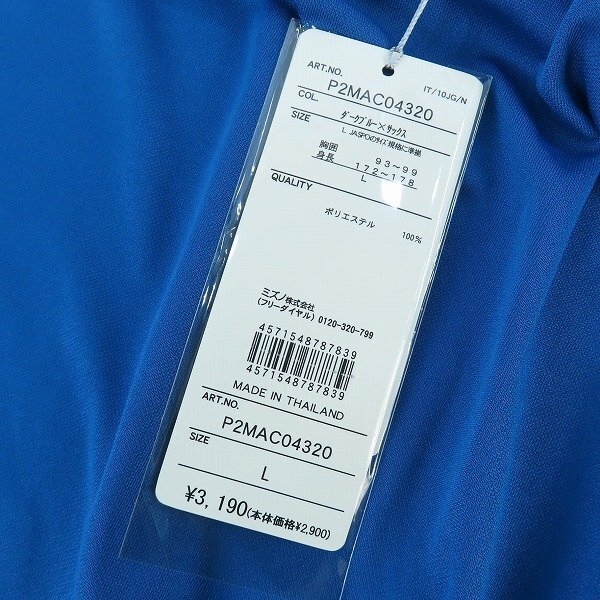 ART.NO. IT/10JG/N
P2MAC04320
COL. ダークブルー×サックス
SIZE L JASPOのサイズ規格に準拠
胸囲 93～99
身長 172～178
L
QUALITY
ポリエステル 100%
ミズノ株式会社
(フリーダイヤル) 0120-320-799
4571548787839
4571548787839
MADE IN THAILAND
ART.NO.
P2MAC04320
SIZE
L
¥3,190(本体価格¥2,900)